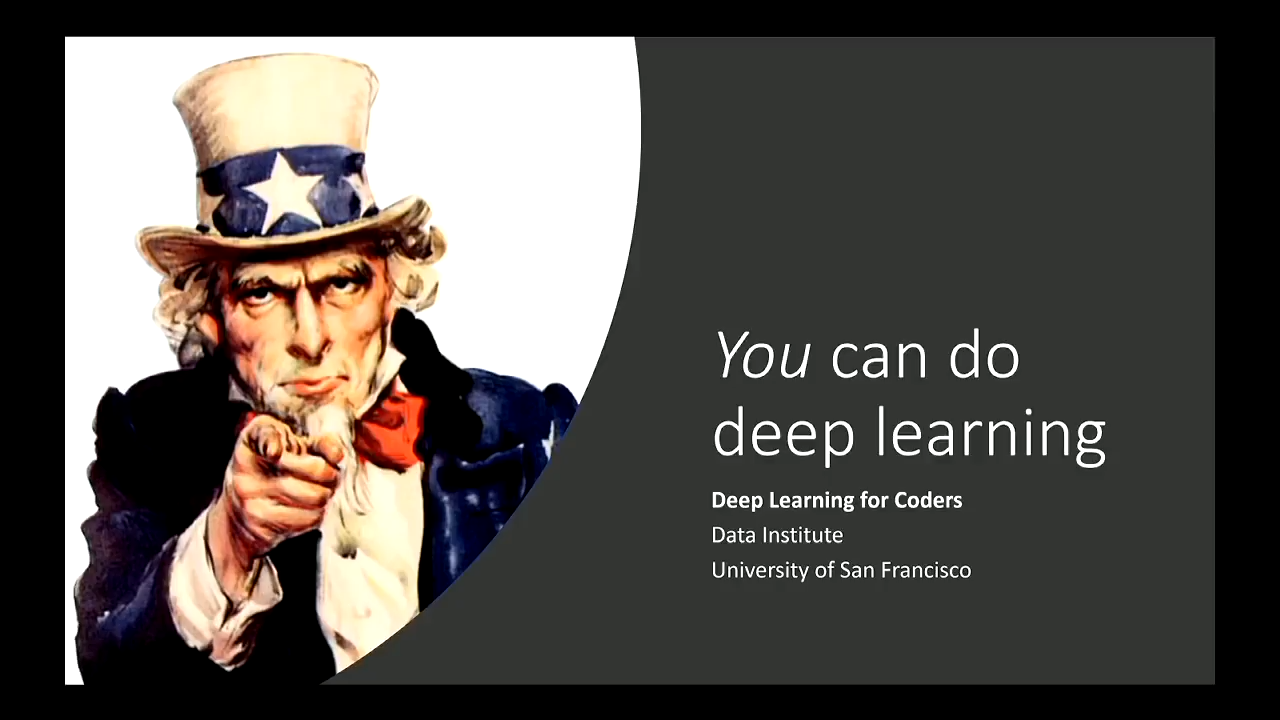 You can do
deep learning
Deep Learning for Coders
Data Institute
University of San Francisco